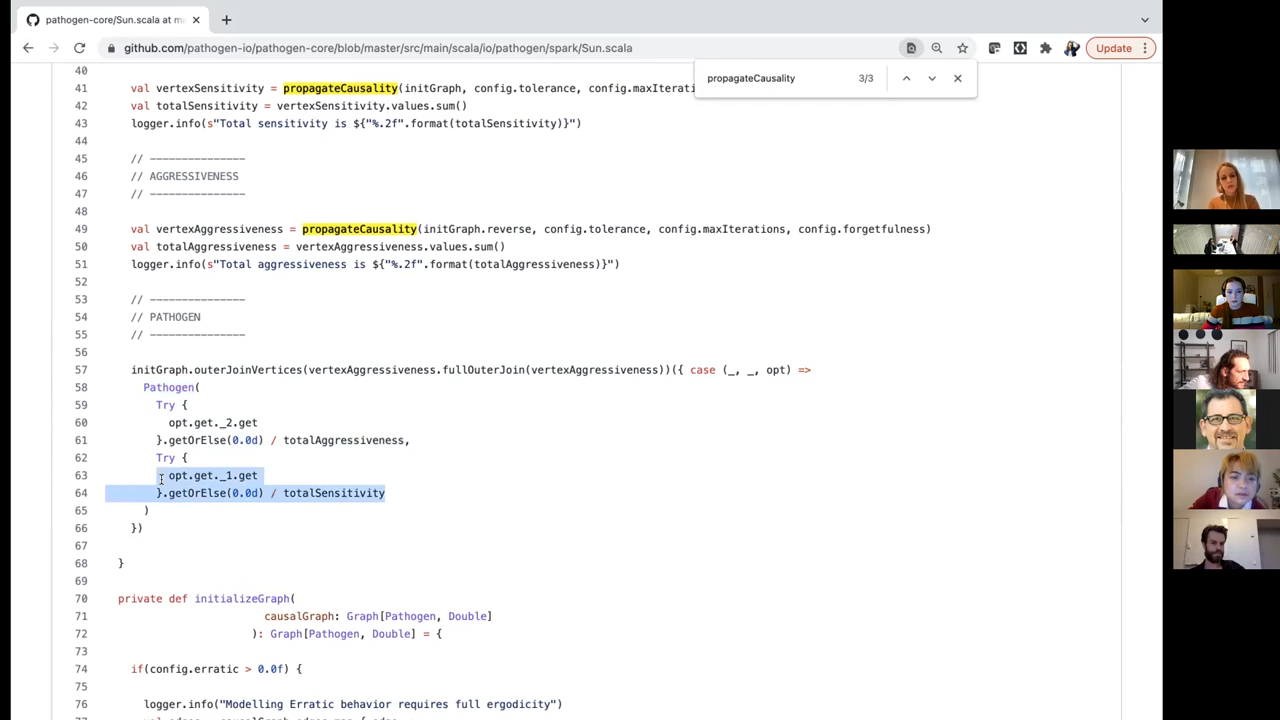 pathogen-core/Sun.scala at m
github.com/pathogen-io/pathogen-core/blob/master/src/main/scala/io/pathogen/spark/Sun.scala
Update
propagateCausality 3/3
40
41 val vertexSensitivity = propagateCausality(initGraph, config.tolerance, config.maxIterati
42 val totalSensitivity = vertexSensitivity.values.sum()
43 logger.info(s"Total sensitivity is ${"%.2f".format(totalSensitivity)}")
44
45 // ---------------
46 // AGGRESSIVENESS
47 // ---------------
48
49 val vertexAggressiveness = propagateCausality(initGraph.reverse, config.tolerance, config.maxIterations, config.forgetfulness)
50 val totalAggressiveness = vertexAggressiveness.values.sum()
51 logger.info(s"Total aggressiveness is ${"%.2f".format(totalAggressiveness)}")
52
53 // ---------------
54 // PATHOGEN
55 // ---------------
56
57 initGraph.outerJoinVertices(vertexAggressiveness.fullOuterJoin(vertexAggressiveness))({ case (_, _, opt) =>
58 Pathogen(
59 Try {
60 opt.get._2.get
61 }.getOrElse(0.0d) / totalAggressiveness,
62 Try {
63 opt.get._1.get
64 }.getOrElse(0.0d) / totalSensitivity
65 )
66 })
67
68 }
69
70 private def initializeGraph(
71 causalGraph: Graph[Pathogen, Double]
72 ): Graph[Pathogen, Double] = {
73
74 if(config.erratic > 0.0f) {
75
76 logger.info("Modelling Erratic behavior requires full ergodicity")